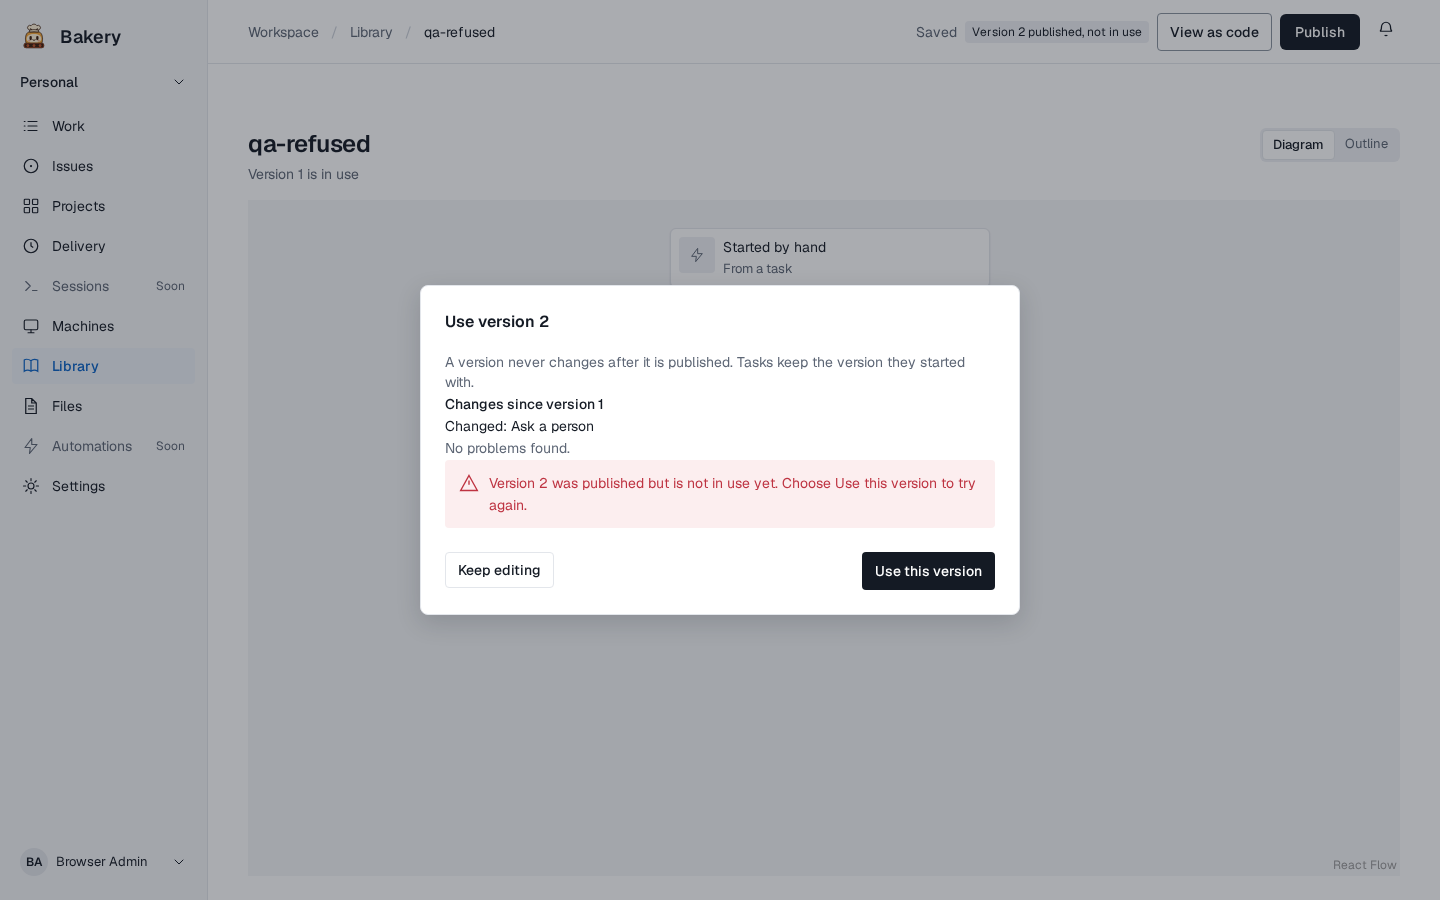 Bakery
Workspace / Library / qa-refused
Saved
Version 2 published, not in use
View as code
Publish
Personal
Work
Issues
Projects
Delivery
Sessions Soon
Machines
Library
Files
Automations Soon
Settings
qa-refused
Version 1 is in use
Diagram
Outline
Started by hand
From a task
Use version 2
A version never changes after it is published. Tasks keep the version they started
with.
Changes since version 1
Changed: Ask a person
No problems found.
Version 2 was published but is not in use yet. Choose Use this version to try
again.
Keep editing
Use this version
React Flow
BA Browser Admin